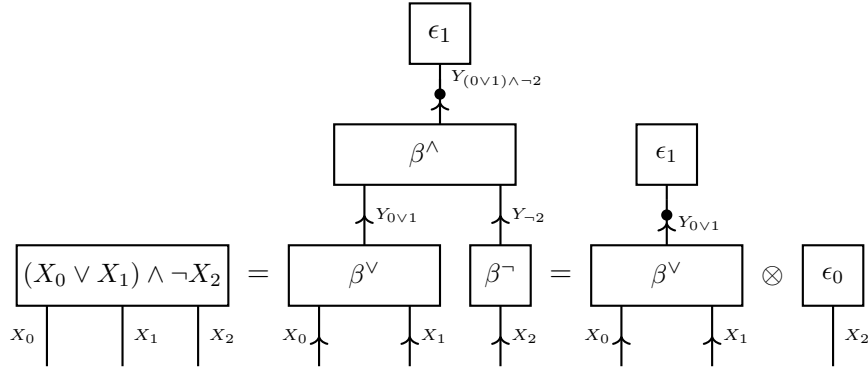 ϵ₁
Y₍₀∨₁₎∧¬₂
β^∧
ϵ₁
Y₀∨₁ Y¬₂ Y₀∨₁
(X₀ ∨ X₁) ∧ ¬X₂ = β^∨ β^¬ = β^∨ ⊗ ϵ₀
X₀ X₁ X₂ X₀ X₁ X₂ X₀ X₁ X₂